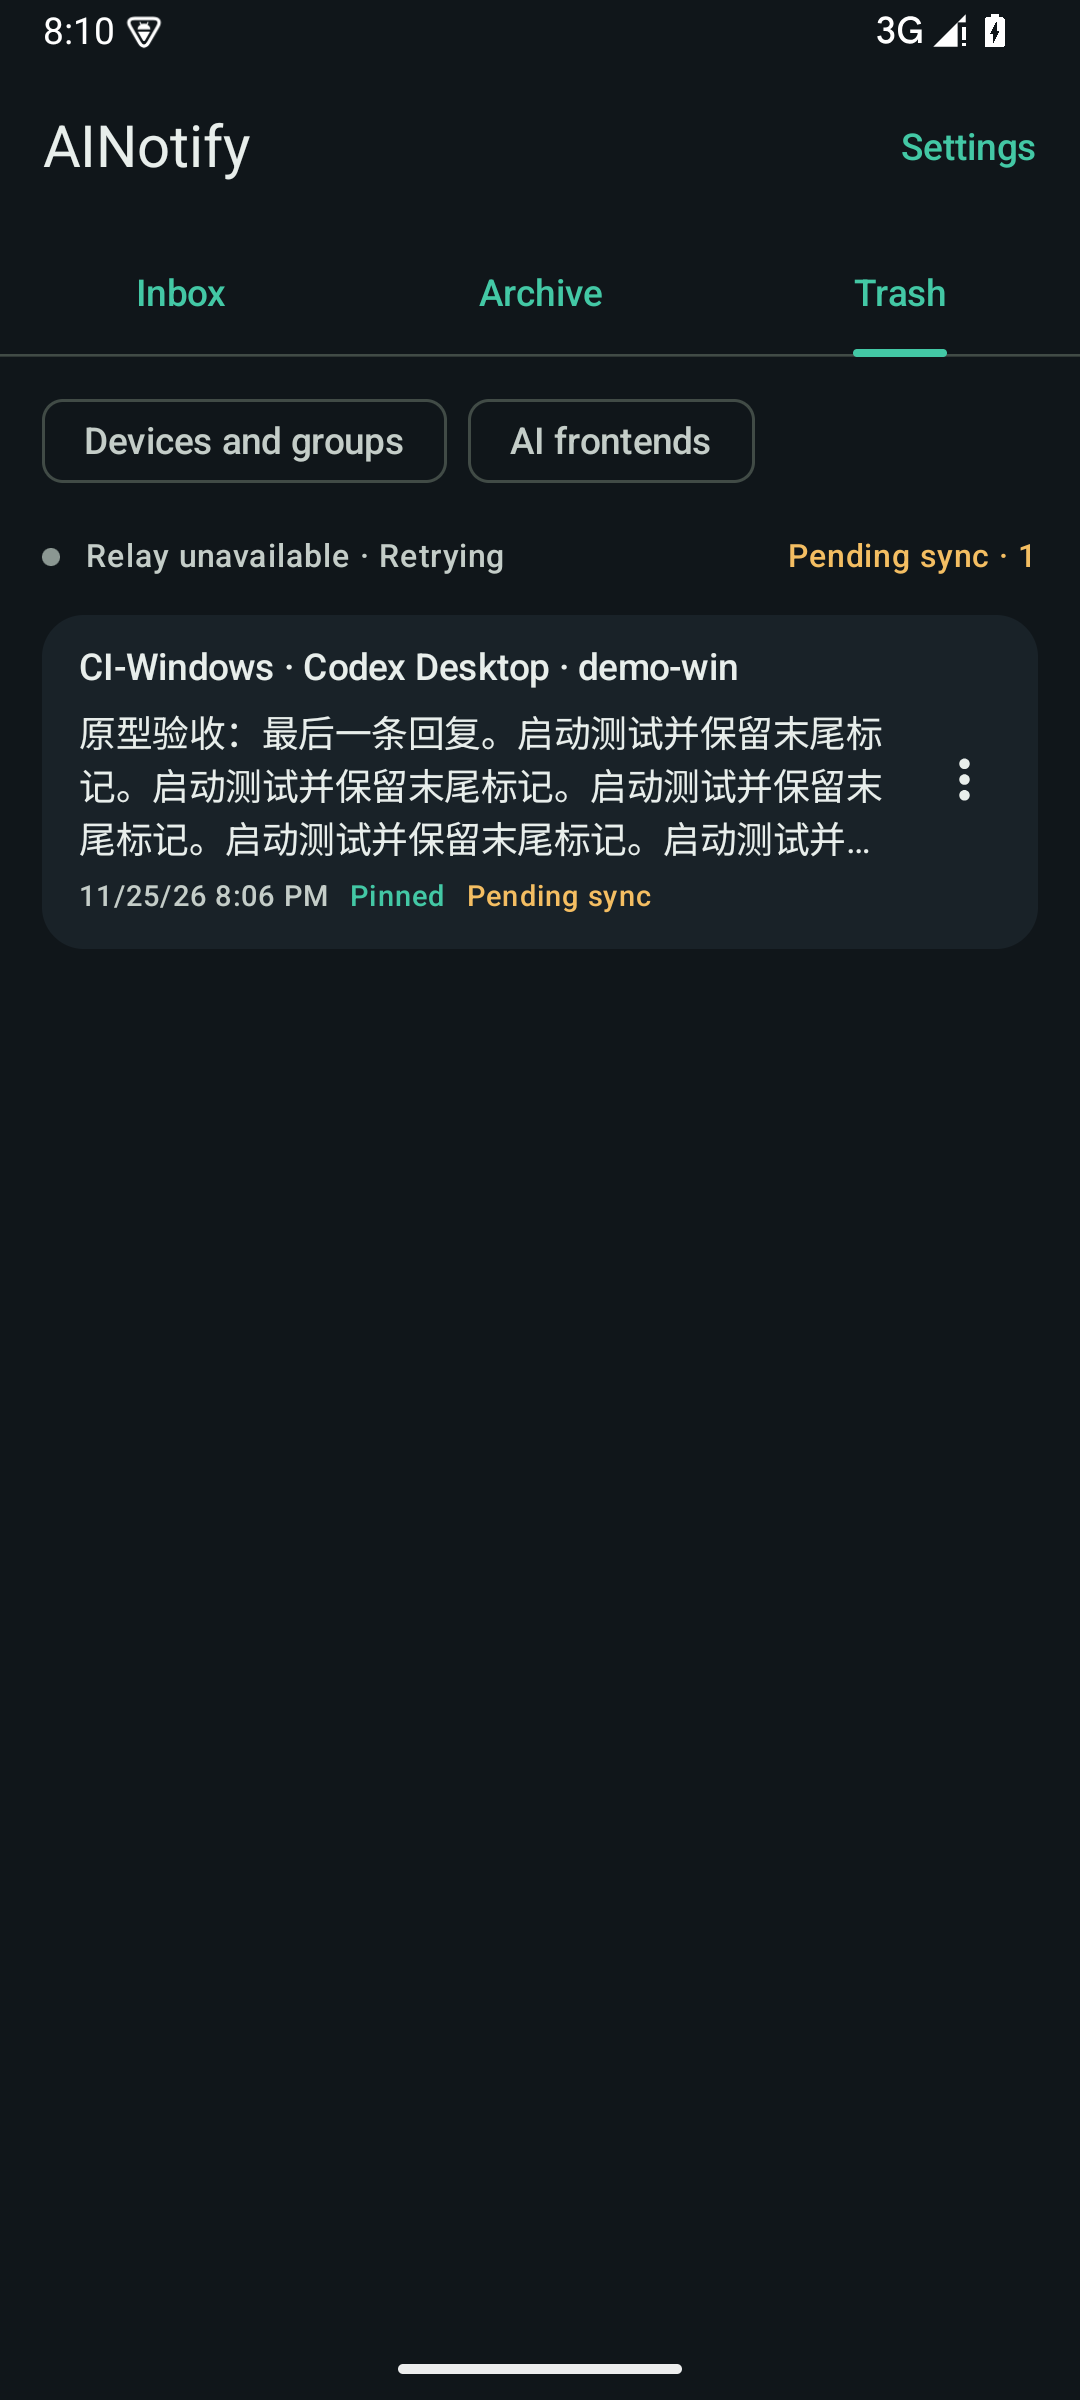 8:10 3G
AINotify Settings
Inbox Archive Trash
Devices and groups AI frontends
Relay unavailable · Retrying Pending sync · 1
CI-Windows · Codex Desktop · demo-win
原型验收：最后一条回复。启动测试并保留末尾标
记。启动测试并保留末尾标记。启动测试并保留末
尾标记。启动测试并保留末尾标记。启动测试并...
11/25/26 8:06 PM Pinned Pending sync